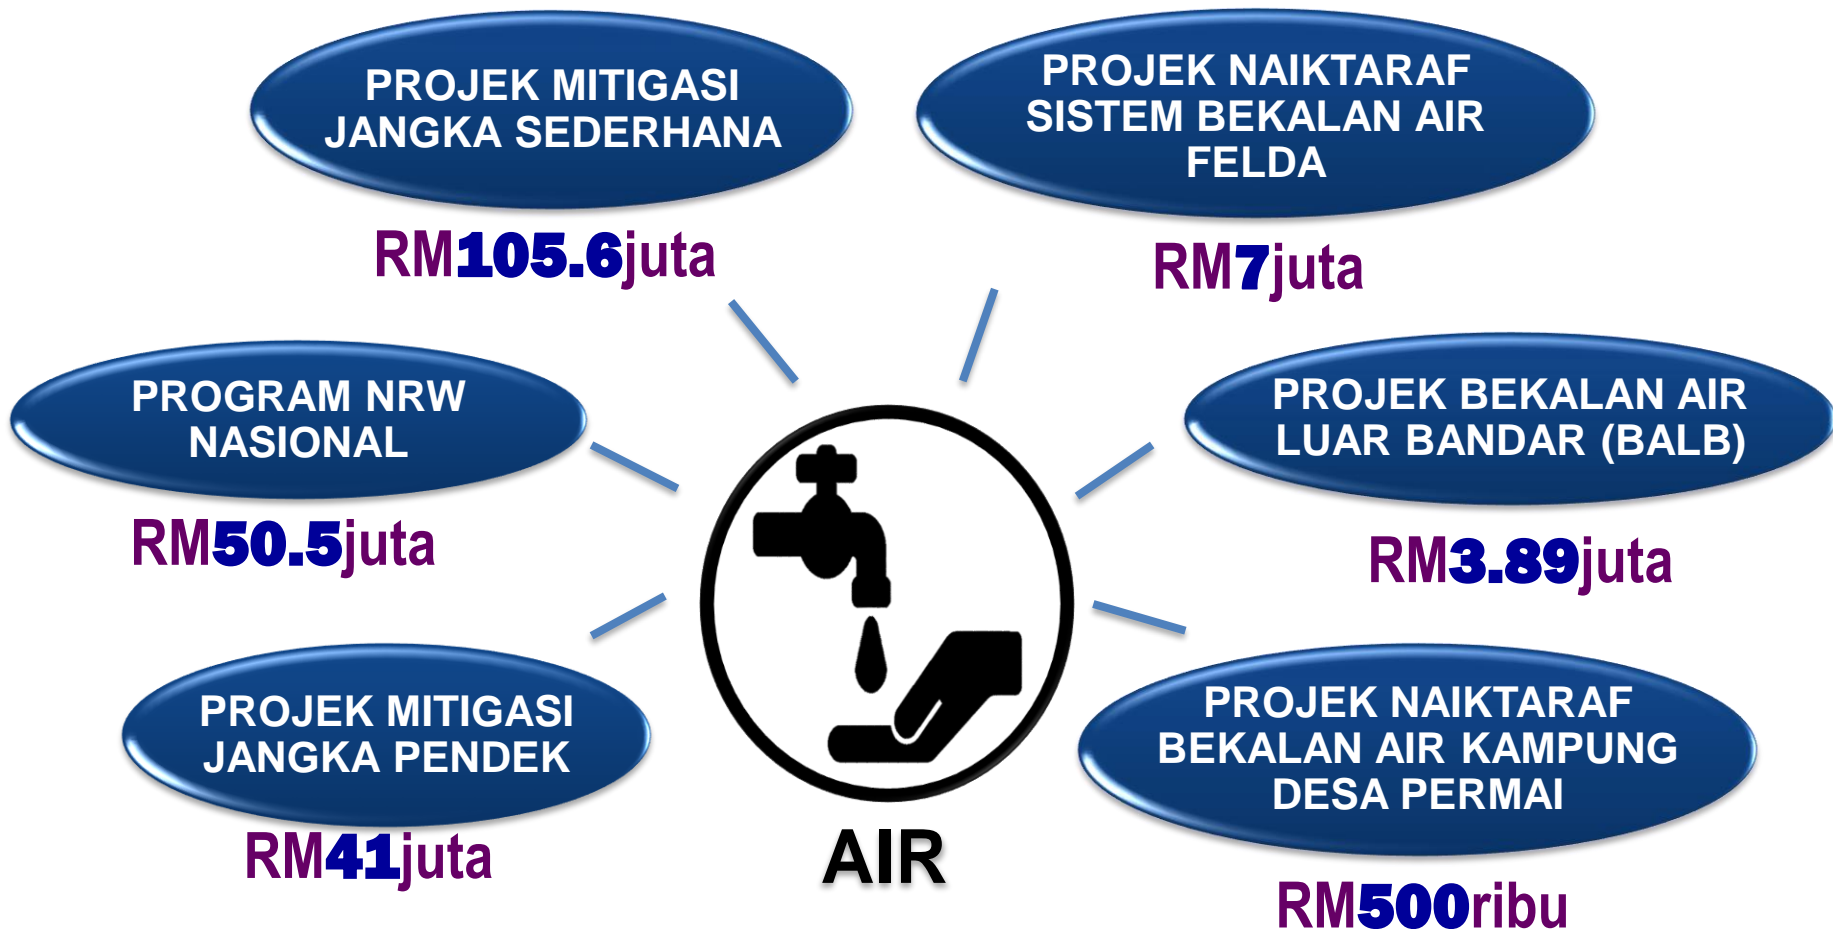 PROJEK MITIGASI
JANGKA SEDERHANA
RM105.6juta
PROJEK NAIKTARAF
SISTEM BEKALAN AIR
FELDA
RM7juta
PROGRAM NRW
NASIONAL
RM50.5juta
PROJEK BEKALAN AIR
LUAR BANDAR (BALB)
RM3.89juta
PROJEK MITIGASI
JANGKA PENDEK
RM41juta
AIR
PROJEK NAIKTARAF
BEKALAN AIR KAMPUNG
DESA PERMAI
RM500ribu